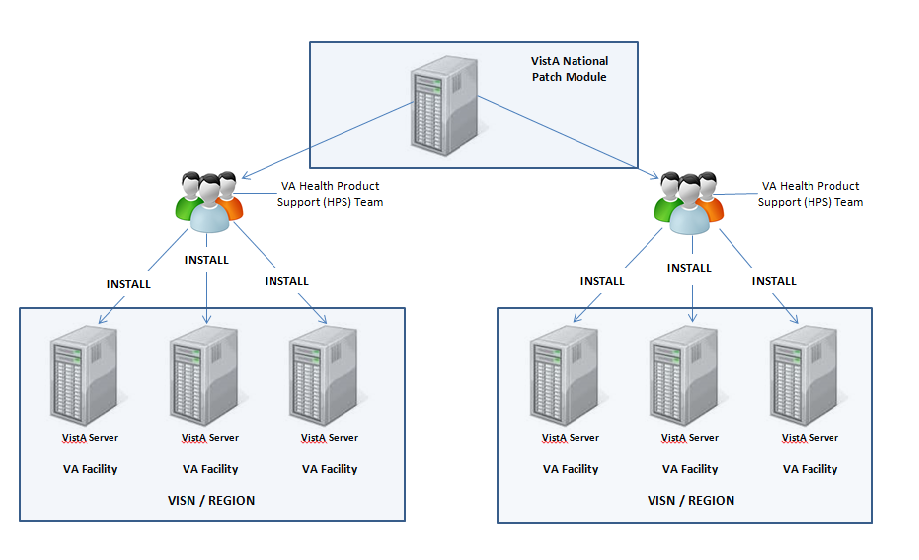 VistA National
Patch Module
VA Health Product
Support (HPS) Team
VA Health Product
Support (HPS) Team
INSTALL
INSTALL
INSTALL
INSTALL
INSTALL
INSTALL
VistA Server
VistA Server
VistA Server
VistA Server
VistA Server
VistA Server
VA Facility
VA Facility
VA Facility
VA Facility
VA Facility
VA Facility
VISN / REGION
VISN / REGION